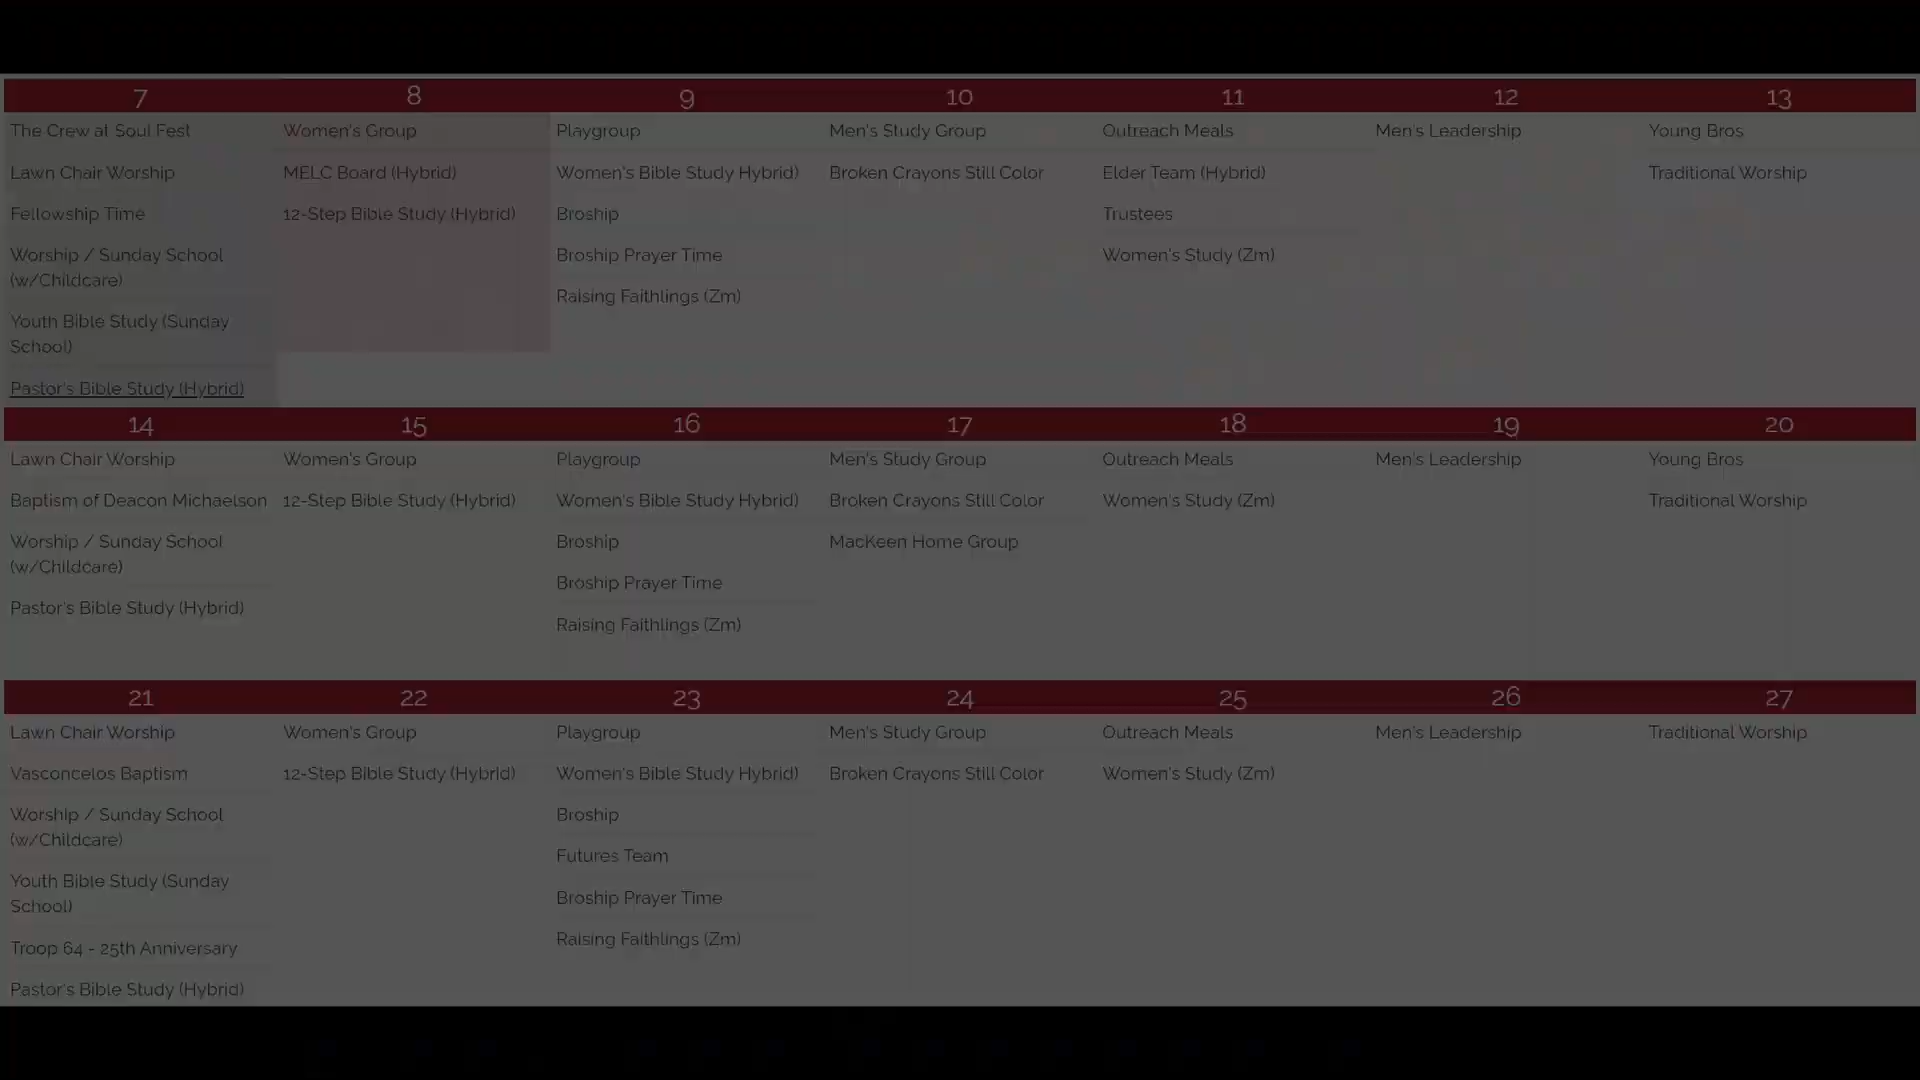 7 8 9 10 11 12 13
The Crew at Soul Fest
Lawn Chair Worship
Fellowship Time
Worship / Sunday School
(w/Childcare)
Youth Bible Study (Sunday
School)
Pastor's Bible Study (Hybrid)
Women's Group
MELC Board (Hybrid)
12-Step Bible Study (Hybrid)
Playgroup
Women's Bible Study Hybrid)
Broship
Broship Prayer Time
Raising Faithlings (Zm)
Men's Study Group
Broken Crayons Still Color
Outreach Meals
Elder Team (Hybrid)
Trustees
Women's Study (Zm)
Men's Leadership
Young Bros
Traditional Worship
14 15 16 17 18 19 20
Lawn Chair Worship
Baptism of Deacon Michaelson
Worship / Sunday School
(w/Childcare)
Pastor's Bible Study (Hybrid)
Women's Group
12-Step Bible Study (Hybrid)
Playgroup
Women's Bible Study Hybrid)
Broship
Broship Prayer Time
Raising Faithlings (Zm)
Men's Study Group
Broken Crayons Still Color
MacKeen Home Group
Outreach Meals
Women's Study (Zm)
Men's Leadership
Young Bros
Traditional Worship
21 22 23 24 25 26 27
Lawn Chair Worship
Vasconcelos Baptism
Worship / Sunday School
(w/Childcare)
Youth Bible Study (Sunday
School)
Troop 64 - 25th Anniversary
Pastor's Bible Study (Hybrid)
Women's Group
12-Step Bible Study (Hybrid)
Playgroup
Women's Bible Study Hybrid)
Broship
Futures Team
Broship Prayer Time
Raising Faithlings (Zm)
Men's Study Group
Broken Crayons Still Color
Outreach Meals
Women's Study (Zm)
Men's Leadership
Traditional Worship